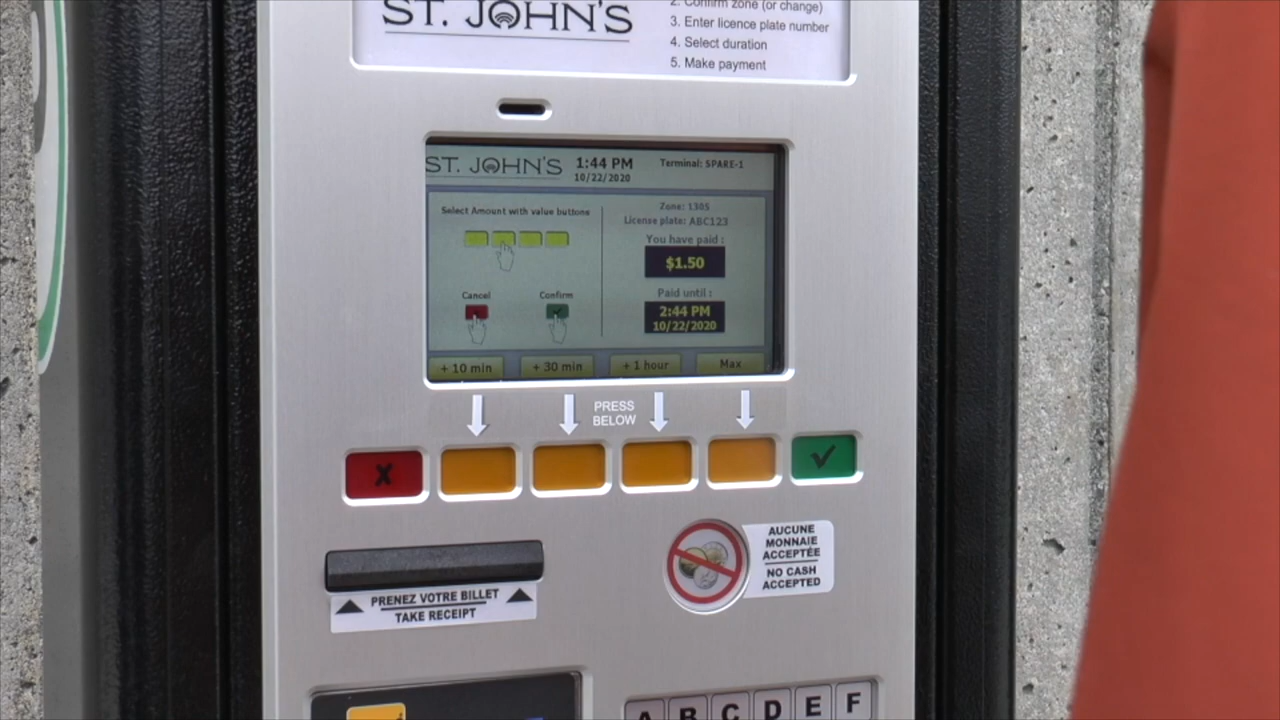 ST. JOHN'S
2. Confirm zone (or change)
3. Enter licence plate number
4. Select duration
5. Make payment
ST. JOHN'S
1:44 PM
10/22/2020
Terminal: SPARE-1
Select Amount with value buttone
Cancel
Confirm
Zone: 130S
License plate: ABC123
You have paid :
$1.50
Paid until :
2:44 PM
10/22/2020
+ 10 min
+ 30 min
+ 1 hour
Max
PRESS
BELOW
X
AUCUNE
MONNAIE
ACCEPTÉE
NO CASH
ACCEPTED
PRENEZ VOTRE BILLET
TAKE RECEIPT
A B C D E F